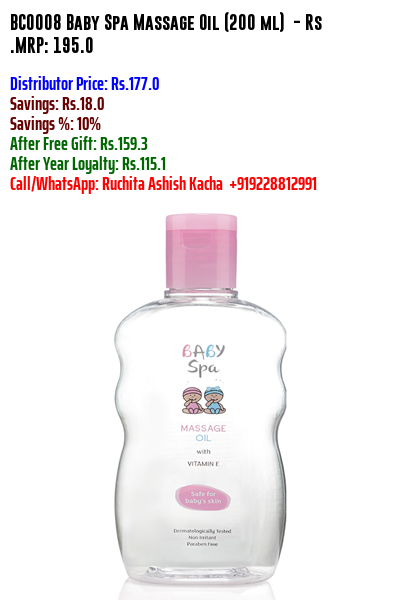 BC0008 Baby Spa Massage Oil (200 ml)  - Rs
.MRP: 195.0
Distributor Price: Rs.177.0
Savings: Rs.18.0
Savings %: 10%
After Free Gift: Rs.159.3
After Year Loyalty: Rs.115.1
Call/WhatsApp: Ruchita Ashish Kacha  +919228812991
BABY
Spa
MASSAGE
OIL
with
VITAMIN E
Safe for
baby's skin
Dermatologically Tested
Non Irritant
Paraben Free